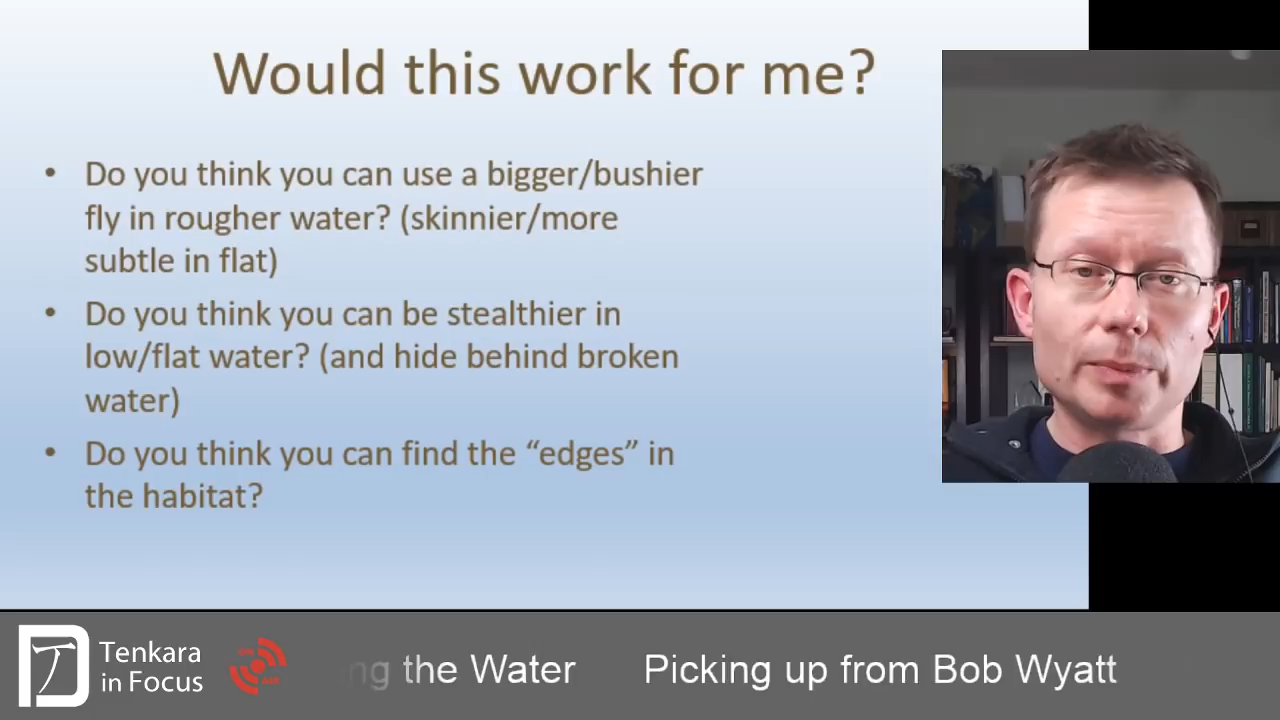 Would this work for me?
• Do you think you can use a bigger/bushier
fly in rougher water? (skinnier/more
subtle in flat)
• Do you think you can be stealthier in
low/flat water? (and hide behind broken
water)
• Do you think you can find the “edges” in
the habitat?
Tenkara
in Focus
ON
AIR
ng the Water
Picking up from Bob Wyatt